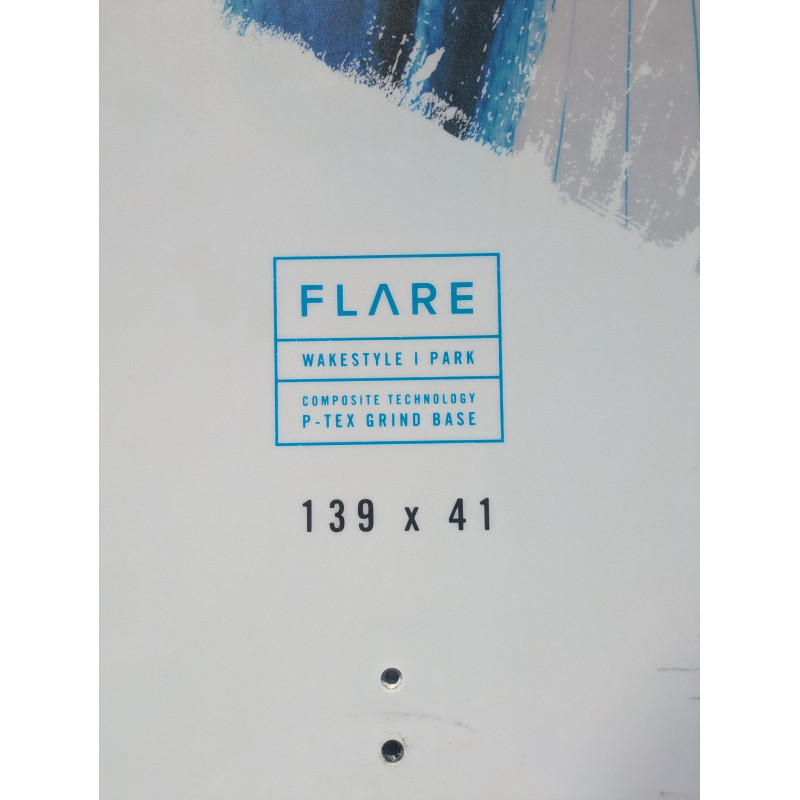 FLARE
WAKESTYLE | PARK
COMPOSITE TECHNOLOGY
P-TEX GRIND BASE
139 x 41